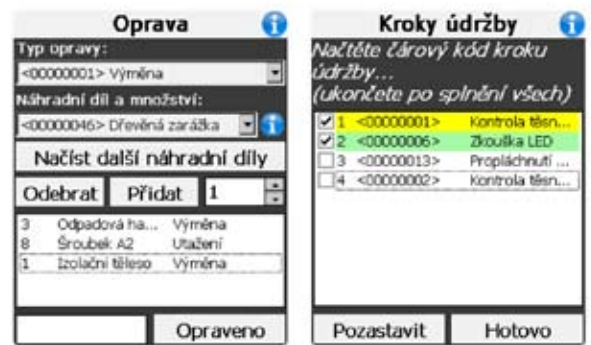 Oprava
Typ opravy:
<00000001> Výměna
Náhradní díl a množství:
<00000046> Dřevěná zarážka
Načíst další náhradní díly
Odebrat Přidat 1
3 Odpadová ha... Výměna
8 Šroubek A2 Utažení
1 Izolační těleso Výměna
Opraveno
Kroky údržby
Načtěte čárový kód kroku
údržby...
(ukončete po splnění všech)
1 <00000001> Kontrola těsn...
2 <00000006> Zkouška LED
3 <00000013> Propláchnutí ...
4 <00000002> Kontrola těsn...
Pozastavit Hotovo